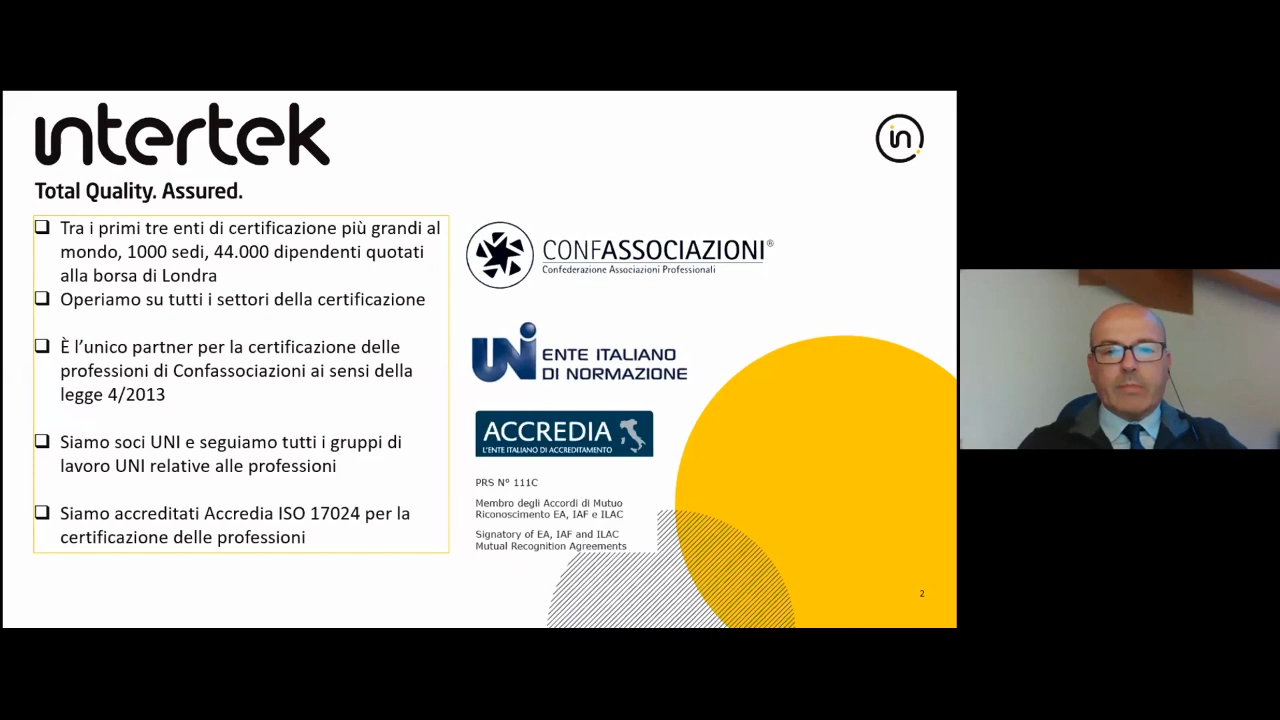 intertek
Total Quality. Assured.
in
Tra i primi tre enti di certificazione più grandi al
mondo, 1000 sedi, 44.000 dipendenti quotati
alla borsa di Londra
Operiamo su tutti i settori della certificazione
È l’unico partner per la certificazione delle
professioni di Confassociazioni ai sensi della
legge 4/2013
Siamo soci UNI e seguiamo tutti i gruppi di
lavoro UNI relative alle professioni
Siamo accreditati Accredia ISO 17024 per la
certificazione delle professioni
CONFASSOCIAZIONI®
Confederazione Associazioni Professionali
UNI ENTE ITALIANO
DI NORMAZIONE
ACCREDIA
L'ENTE ITALIANO DI ACCREDITAMENTO
PRS N° 111C
Membro degli Accordi di Mutuo
Riconoscimento EA, IAF e ILAC
Signatory of EA, IAF and ILAC
Mutual Recognition Agreements
2